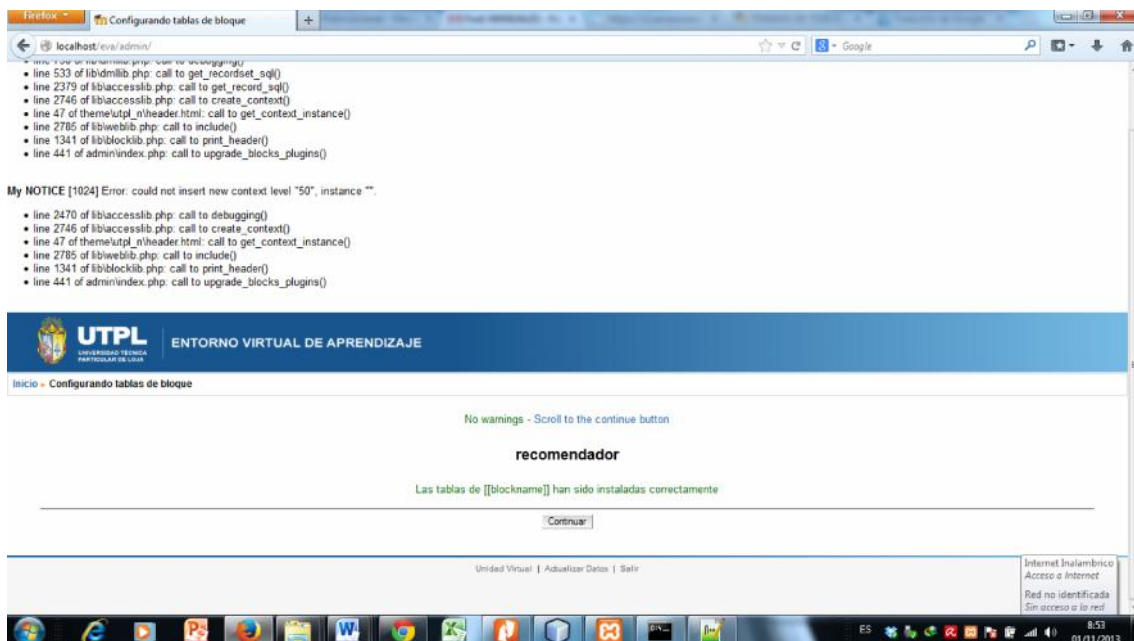 Firefox
Configurando tablas de bloque
localhost/eva/admin/
Google
line 533 of lib\dmllib.php: call to get_recordset_sql()
line 2379 of lib\accesslib.php: call to get_record_sql()
line 2746 of lib\accesslib.php: call to create_context()
line 47 of theme\utpl_n\header.html: call to get_context_instance()
line 2785 of lib\weblib.php: call to include()
line 1341 of lib\blocklib.php: call to print_header()
line 441 of admin\index.php: call to upgrade_blocks_plugins()
My NOTICE [1024] Error: could not insert new context level "50", instance "".
line 2470 of lib\accesslib.php: call to debugging()
line 2746 of lib\accesslib.php: call to create_context()
line 47 of theme\utpl_n\header.html: call to get_context_instance()
line 2785 of lib\weblib.php: call to include()
line 1341 of lib\blocklib.php: call to print_header()
line 441 of admin\index.php: call to upgrade_blocks_plugins()
UTPL
UNIVERSIDAD TÉCNICA
PARTICULAR DE LOJA
ENTORNO VIRTUAL DE APRENDIZAJE
Inicio » Configurando tablas de bloque
No warnings - Scroll to the continue button
recomendador
Las tablas de [[blockname]] han sido instaladas correctamente
Continuar
Unidad Virtual | Actualizar Datos | Salir
Internet Inalambrico
Acceso a Internet
Red no identificada
Sin acceso a la red
ES
8:53
01/11/2013